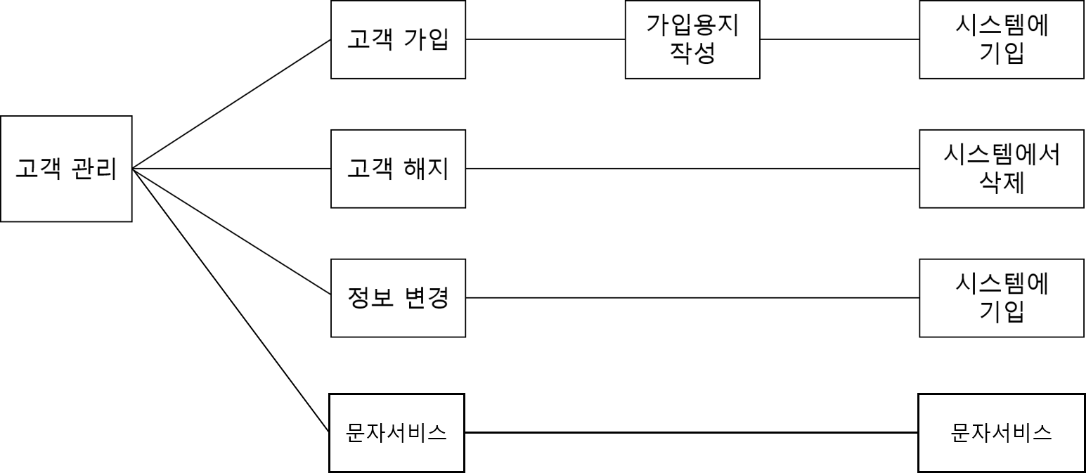 고객 가입
가입용지
작성
시스템에
기입
고객 관리
고객 해지
시스템에서
삭제
정보 변경
시스템에
기입
문자서비스
문자서비스